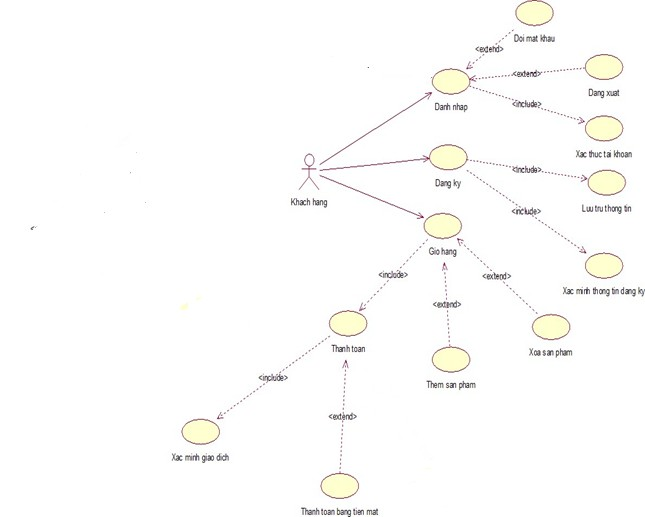 Doi mat khau
<extend>
<extend>
Dang xuat
Danh nhap
<include>
Xac thuc tai khoan
<include>
Dang ky
Khach hang
Luu tru thong tin
<include>
Gio hang
<include>
<extend>
Xac minh thong tin dang ky
<extend>
Thanh toan
Xoa san pham
<include>
Them san pham
<extend>
Xac minh giao dich
Thanh toan bang tien mat